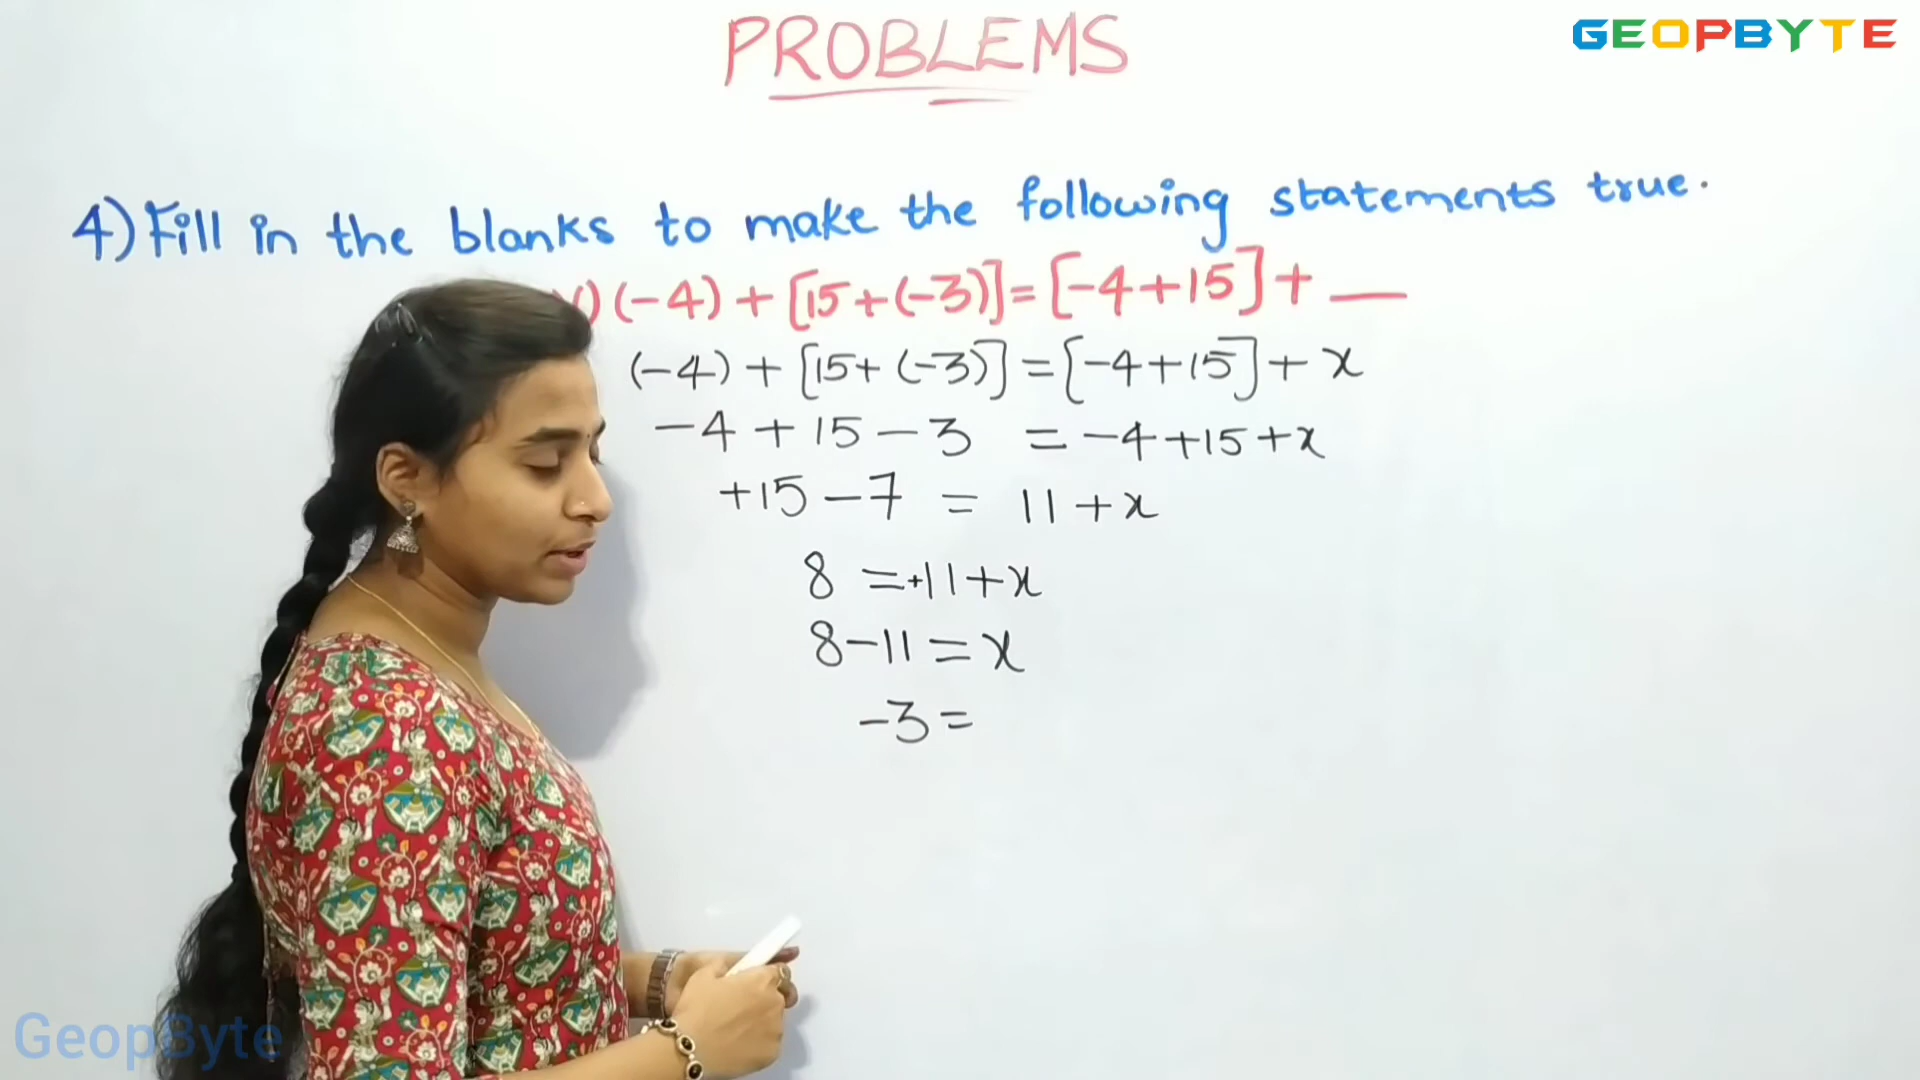 PROBLEMS
GEOPBYTE
4) Fill in the blanks to make the following statements true.
) (-4) + [15 + (-3)] = [-4 + 15] + __
(-4) + [15 + (-3)] = [-4 + 15] + x
-4 + 15 - 3 = -4 + 15 + x
+15 - 7 = 11 + x
8 = +11 + x
8 - 11 = x
-3 =
GeopByte